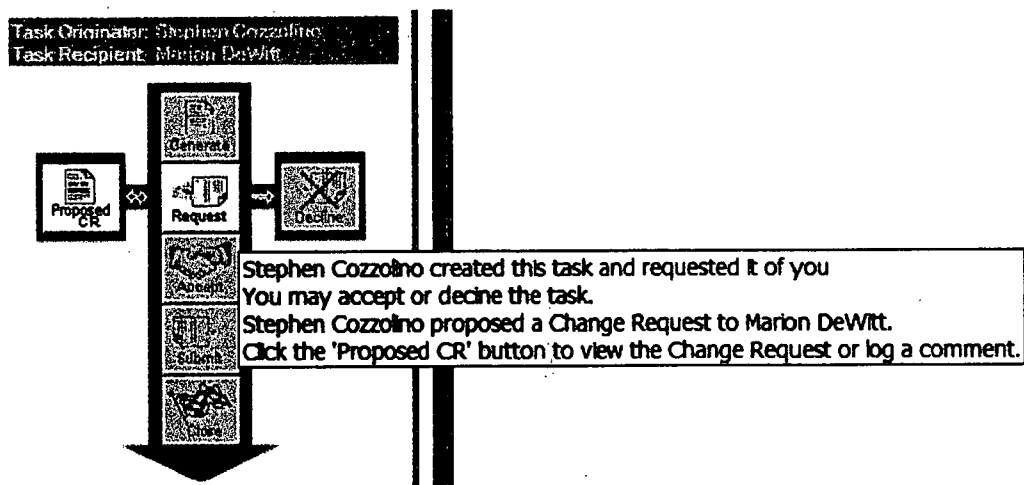 Task Originator: Stephen Cozzolino
Task Recipient: Marion DeWitt
Generate
Proposed CR
Request
Decline
Accept
Stephen Cozzolino created this task and requested it of you
You may accept or decine the task.
Stephen Cozzolino proposed a Change Request to Marion DeWitt.
Click the 'Proposed CR' button to view the Change Request or log a comment.
Submit
Close